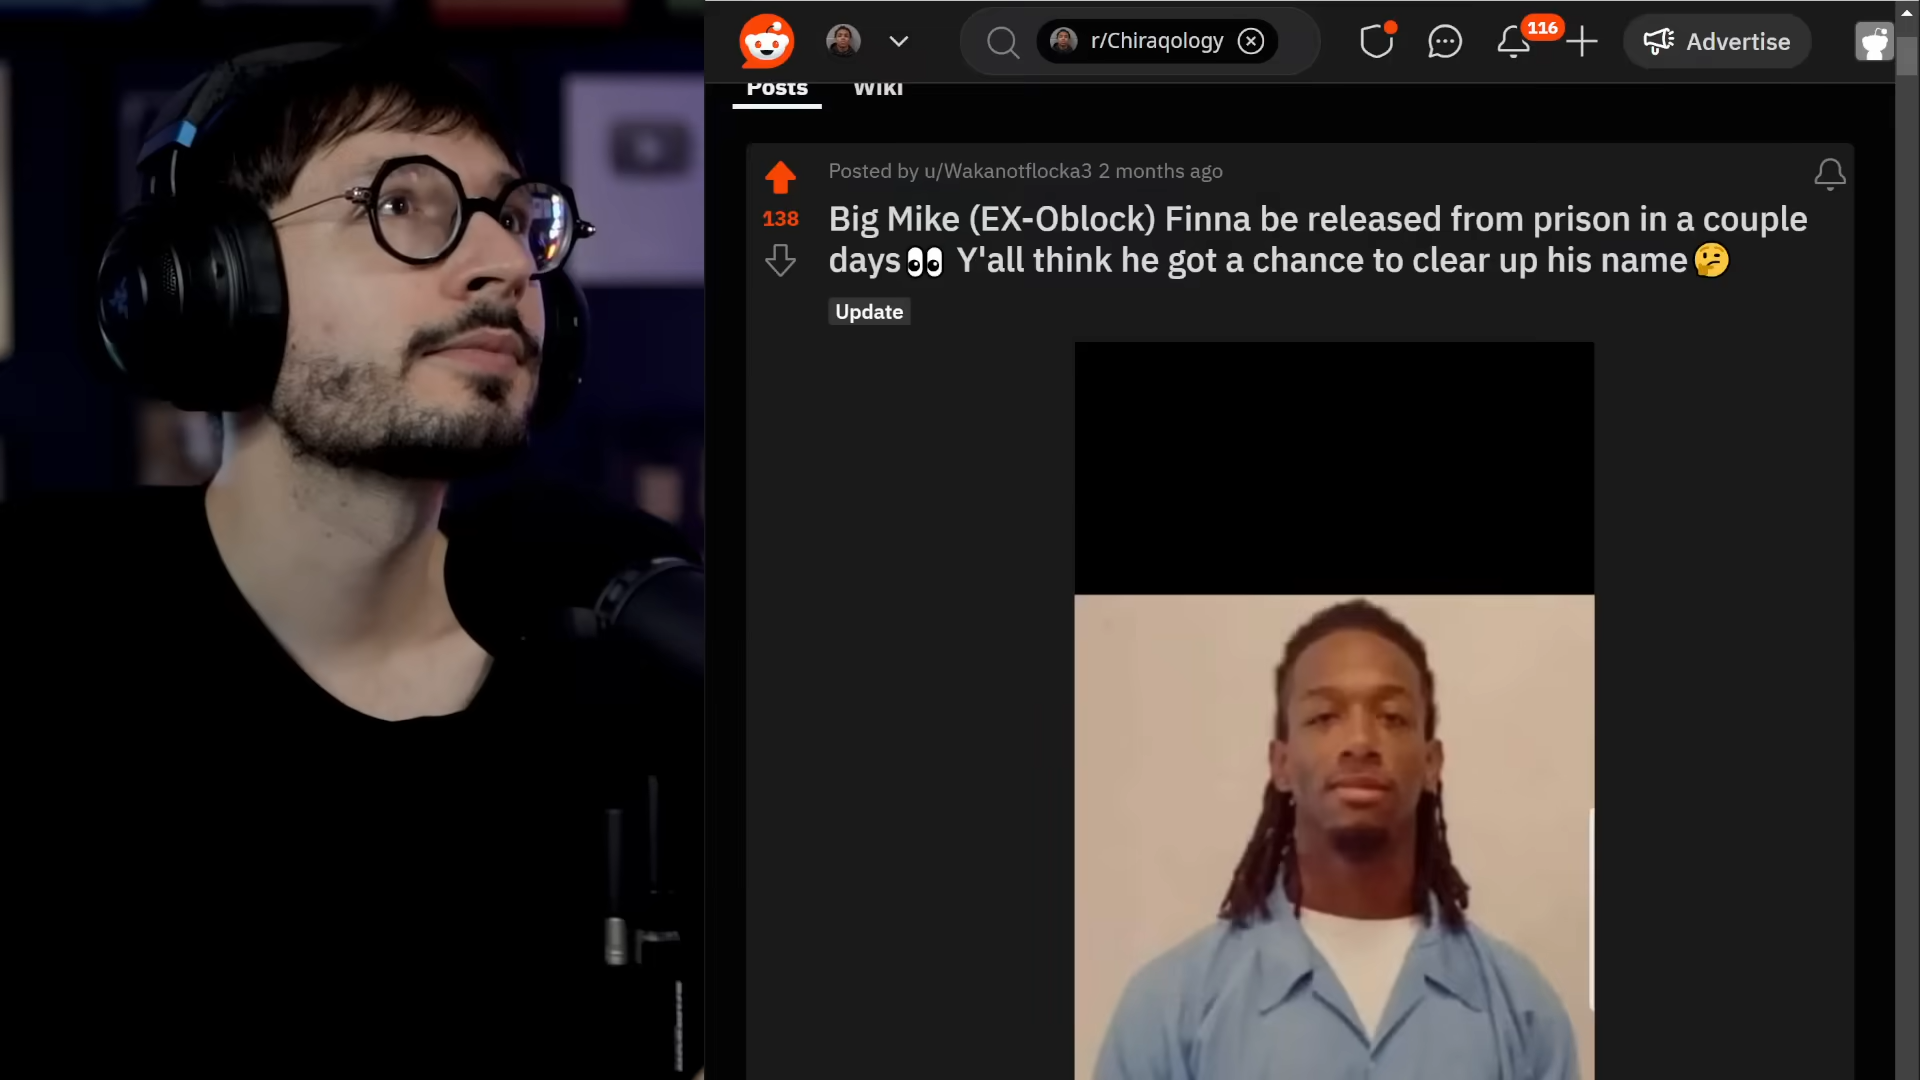 r/Chiraqology
116
Advertise
Posts Wiki
Posted by u/Wakanotflocka3 2 months ago
138
Big Mike (EX-Oblock) Finna be released from prison in a couple
days👀 Y'all think he got a chance to clear up his name🤔
Update